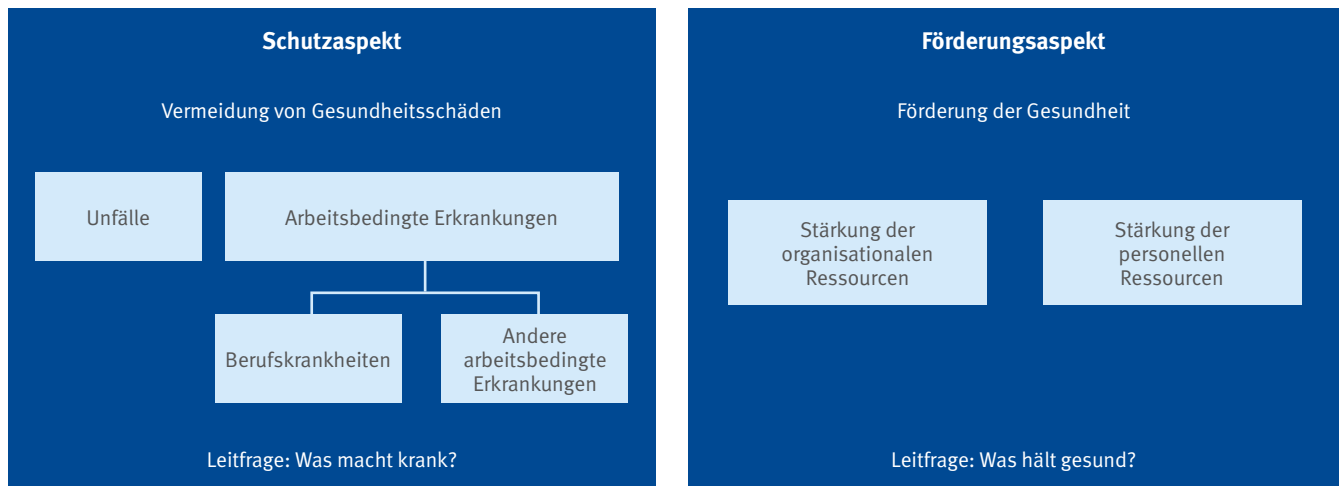 Schutzaspekt
Vermeidung von Gesundheitsschäden
Unfälle
Arbeitsbedingte Erkrankungen
Berufskrankheiten
Andere
arbeitsbedingte
Erkrankungen
Leitfrage: Was macht krank?
Förderungsaspekt
Förderung der Gesundheit
Stärkung der
organisationalen
Ressourcen
Stärkung der
personellen
Ressourcen
Leitfrage: Was hält gesund?